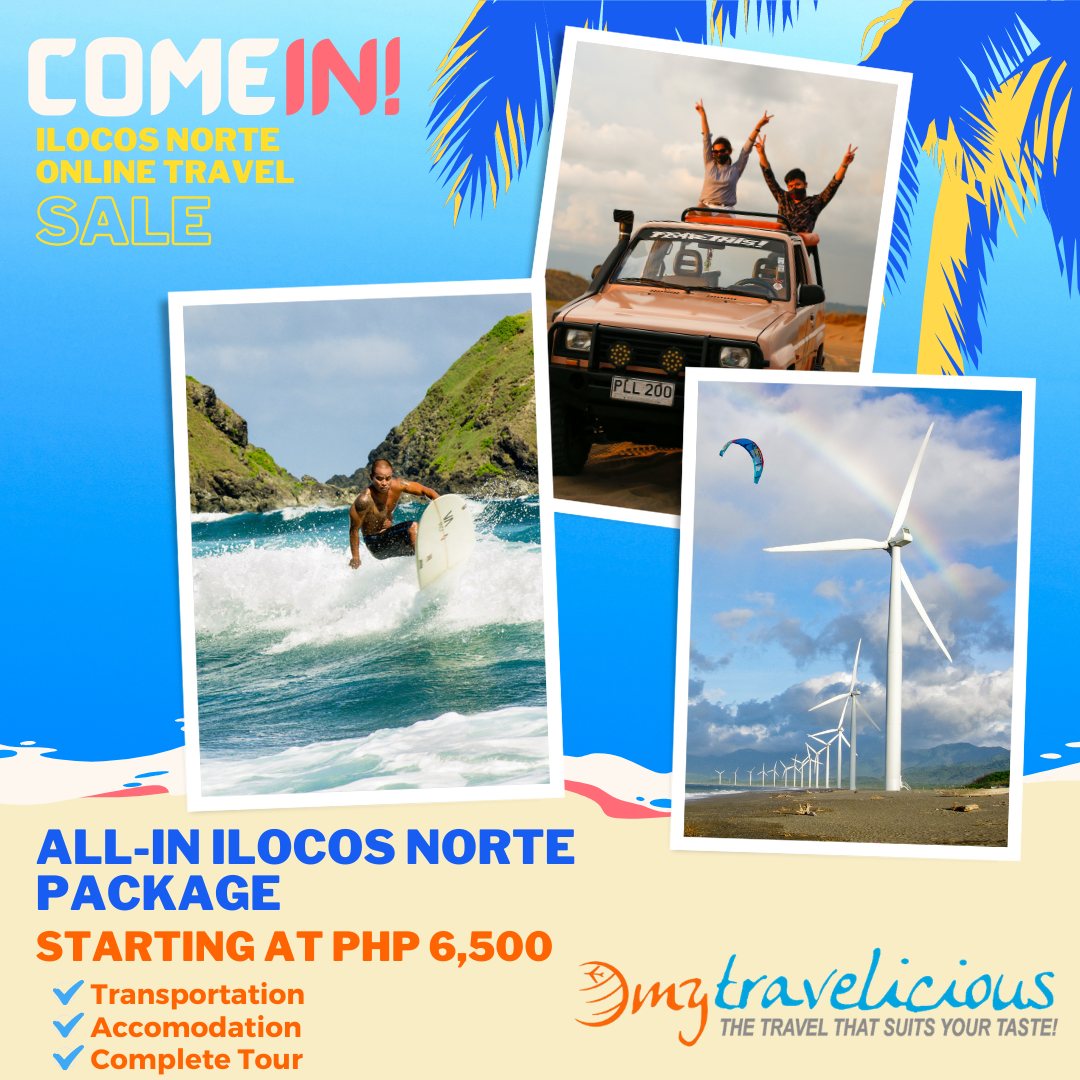 COMEIN!
ILOCOS NORTE
ONLINE TRAVEL
SALE
PLL 200
ALL-IN ILOCOS NORTE
PACKAGE
STARTING AT PHP 6,500
Transportation
Accomodation
Complete Tour
mytravelicious
THE TRAVEL THAT SUITS YOUR TASTE!